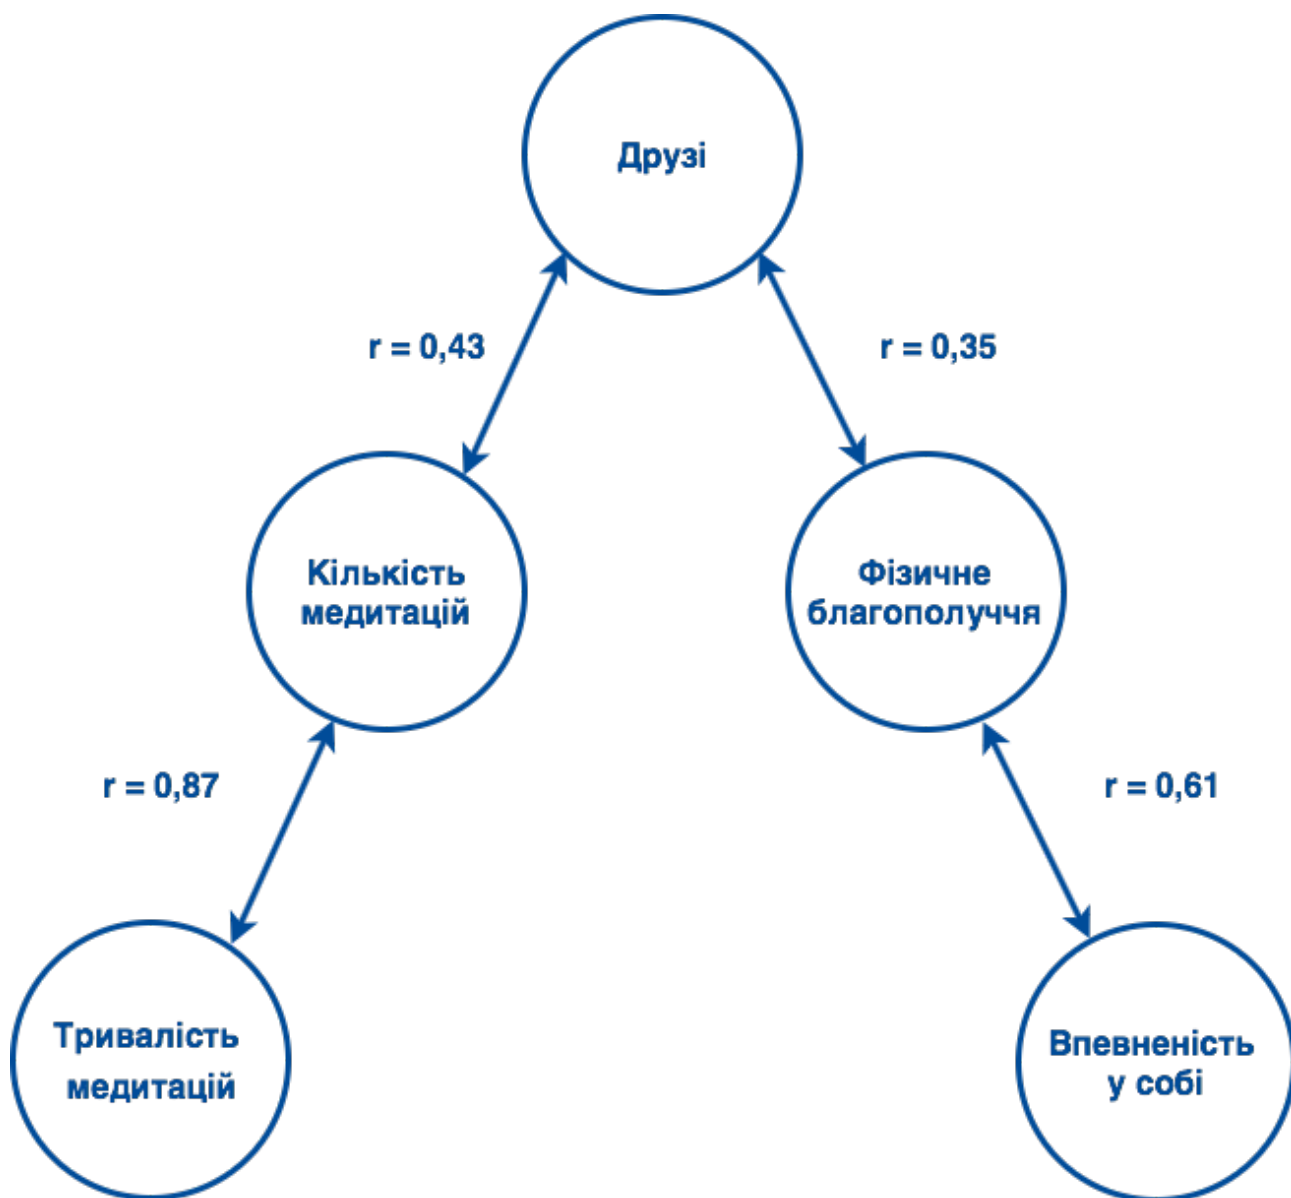 Друзі
r = 0,43
r = 0,35
Кількість
медитацій
Фізичне
благополуччя
r = 0,87
r = 0,61
Тривалість
медитацій
Впевненість
у собі